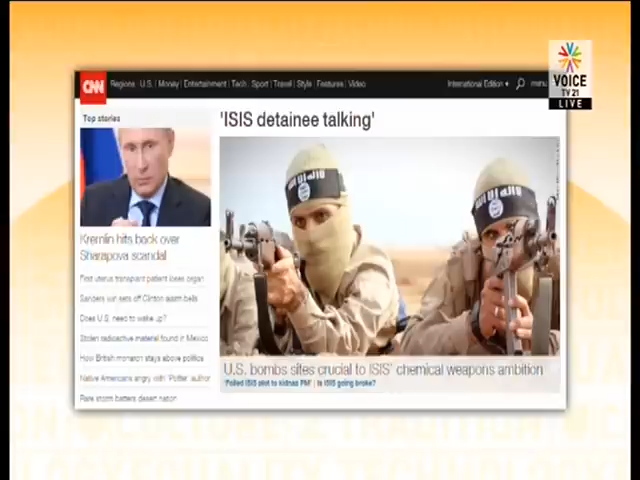 CNN
Regions U.S. Money Entertainment Tech Sport Travel Style Features Video
International Edition
menu
VOICE
TV 21
LIVE
Top stories
'ISIS detainee talking'
Kremlin hits back over
Sharapova scandal
First uterus transplant patient loses organ
Sanders win sets off Clinton alarm bells
Does U.S. need to wake up?
Stolen radioactive material found in Mexico
How British monarch stays above politics
Native Americans angry with 'Potter' author
Rare storm batters desert nation
U.S. bombs sites crucial to ISIS' chemical weapons ambition
'Foiled ISIS plot to kidnap PM' | Is ISIS going broke?